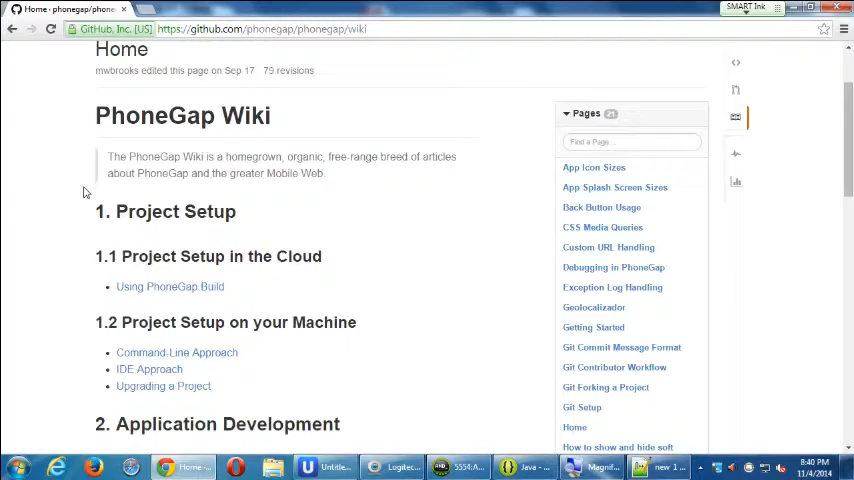 Home · phonegap/phone
SMART Ink
GitHub, Inc. [US]
https://github.com/phonegap/phonegap/wiki
Home
mwbrooks edited this page on Sep 17   79 revisions
PhoneGap Wiki
The PhoneGap Wiki is a homegrown, organic, free-range breed of articles
about PhoneGap and the greater Mobile Web.
1. Project Setup
1.1 Project Setup in the Cloud
Using PhoneGap Build
1.2 Project Setup on your Machine
Command-Line Approach
IDE Approach
Upgrading a Project
2. Application Development
Pages 21
Find a Page...
App Icon Sizes
App Splash Screen Sizes
Back Button Usage
CSS Media Queries
Custom URL Handling
Debugging in PhoneGap
Exception Log Handling
Geolocalizador
Getting Started
Git Commit Message Format
Git Contributor Workflow
Git Forking a Project
Git Setup
Home
How to show and hide soft
Home -...
Untitle...
Logitec...
5554:A...
Java - ...
Magnif...
new 1 ...
8:40 PM
11/4/2014